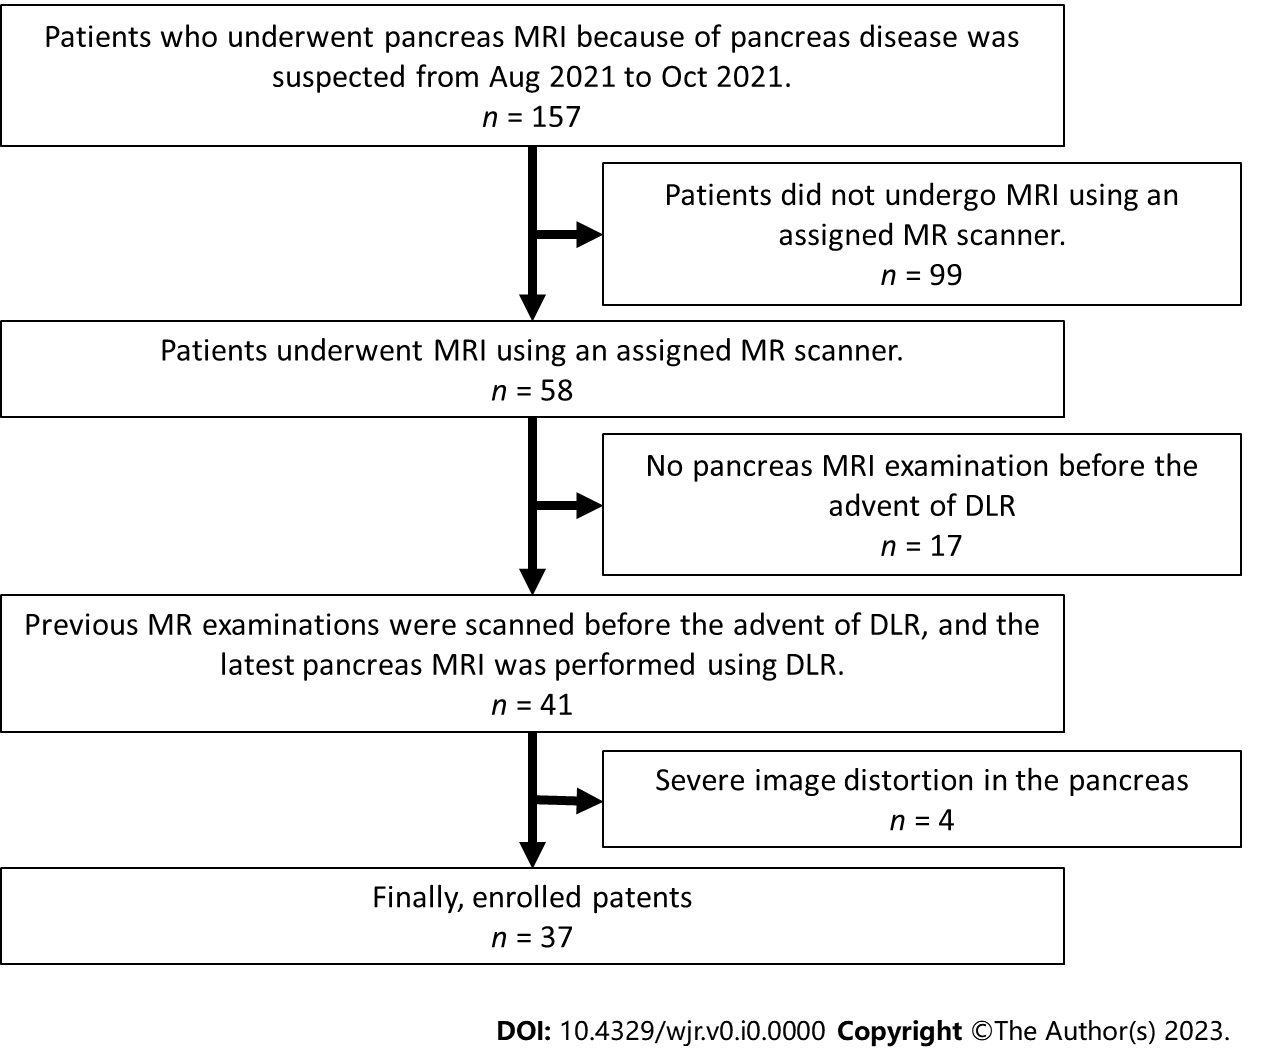 Patients who underwent pancreas MRI because of pancreas disease was
suspected from Aug 2021 to Oct 2021.
n = 157
Patients did not undergo MRI using an
assigned MR scanner.
n = 99
Patients underwent MRI using an assigned MR scanner.
n = 58
No pancreas MRI examination before the
advent of DLR
n = 17
Previous MR examinations were scanned before the advent of DLR, and the
latest pancreas MRI was performed using DLR.
n = 41
Severe image distortion in the pancreas
n = 4
Finally, enrolled patents
n = 37
DOI: 10.4329/wjr.v0.i0.0000 Copyright ©The Author(s) 2023.